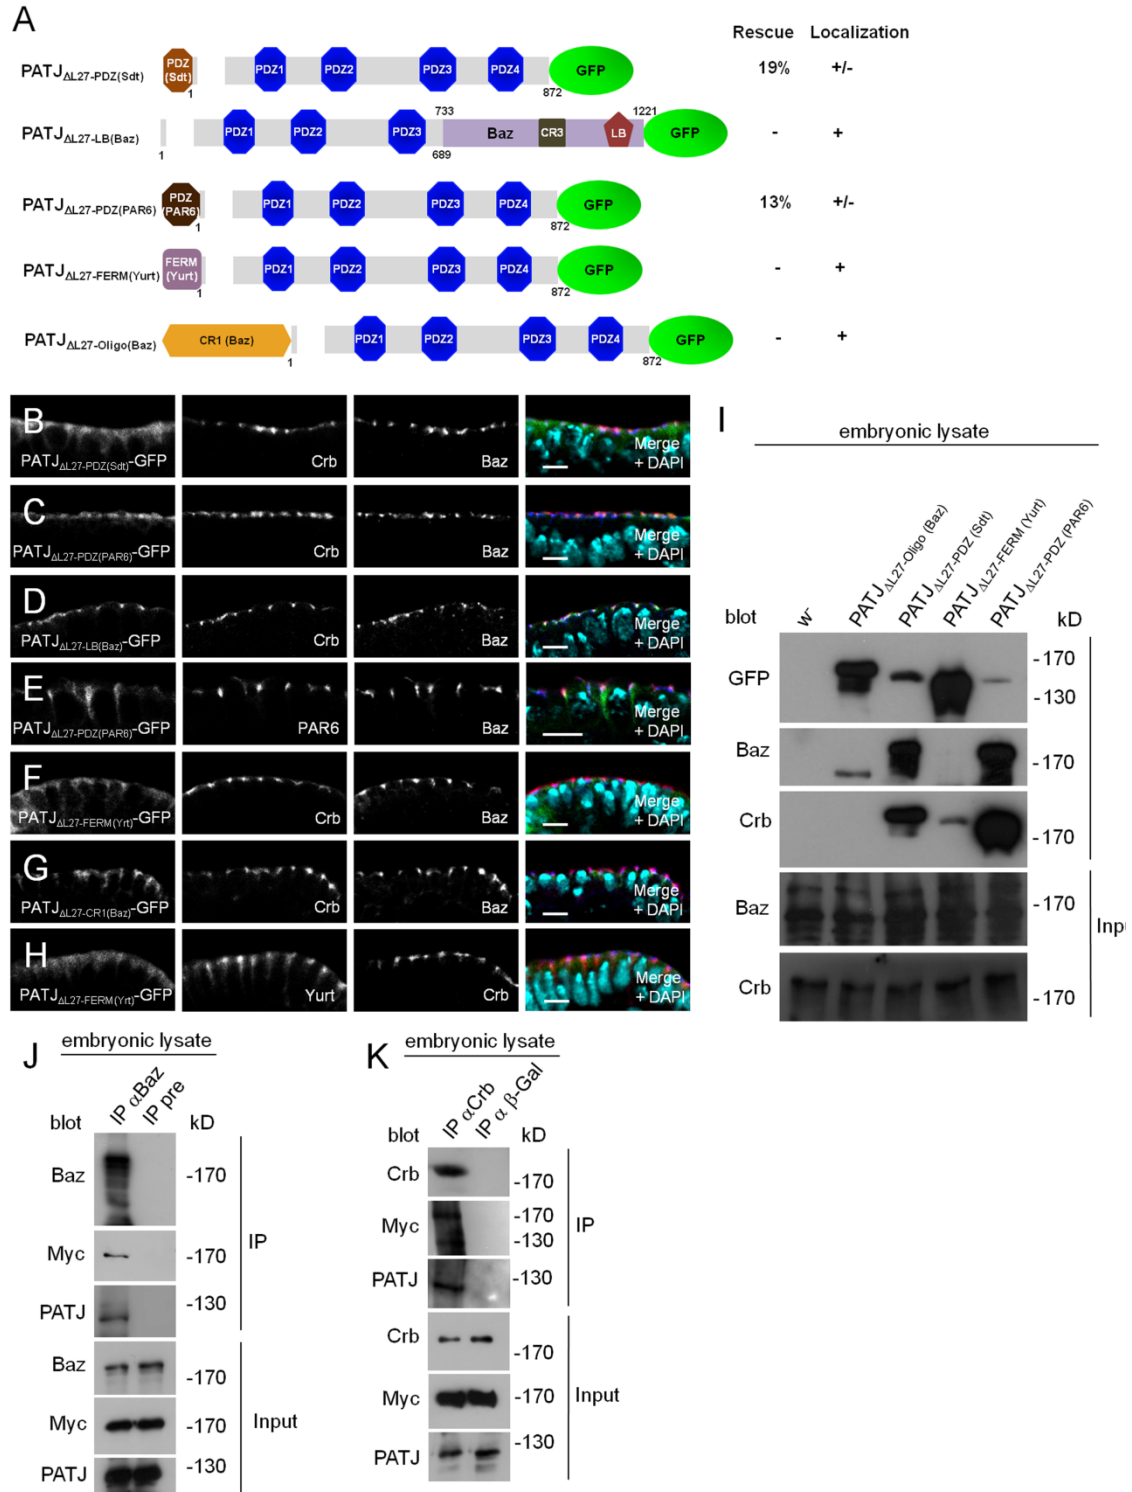 A
Rescue Localization
PATJΔL27-PDZ(Sdt) PDZ (Sdt) 1 PDZ1 PDZ2 PDZ3 PDZ4 872 GFP 19% +/-
PATJΔL27-LB(Baz) 1 PDZ1 PDZ2 PDZ3 689 733 Baz CR3 LB 1221 GFP - +
PATJΔL27-PDZ(PAR6) PDZ (PAR6) 1 PDZ1 PDZ2 PDZ3 PDZ4 872 GFP 13% +/-
PATJΔL27-FERM(Yurt) FERM (Yurt) 1 PDZ1 PDZ2 PDZ3 PDZ4 872 GFP - +
PATJΔL27-Oligo(Baz) CR1 (Baz) 1 PDZ1 PDZ2 PDZ3 PDZ4 872 GFP - +
B
PATJΔL27-PDZ(Sdt)-GFP Crb Baz Merge + DAPI
C
PATJΔL27-PDZ(PAR6)-GFP Crb Baz Merge + DAPI
D
PATJΔL27-LB(Baz)-GFP Crb Baz Merge + DAPI
E
PATJΔL27-PDZ(PAR6)-GFP PAR6 Baz Merge + DAPI
F
PATJΔL27-FERM(Yrt)-GFP Crb Baz Merge + DAPI
G
PATJΔL27-CR1(Baz)-GFP Crb Baz Merge + DAPI
H
PATJΔL27-FERM(Yrt)-GFP Yurt Crb Merge + DAPI
I
embryonic lysate
blot w- PATJΔL27-Oligo (Baz) PATJΔL27-PDZ (Sdt) PATJΔL27-FERM (Yurt) PATJΔL27-PDZ (PAR6) kD
GFP -170
-130
Baz -170
Crb -170
Baz -170
Input
Crb -170
J
embryonic lysate
blot IP αBaz IP pre kD
Baz -170
IP
Myc -170
PATJ -130
Baz -170
Myc -170 Input
PATJ -130
K
embryonic lysate
blot IP αCrb IP α β-Gal kD
Crb -170
Myc -170 IP
-130
PATJ -130
Crb -170
Myc -170 Input
PATJ -130